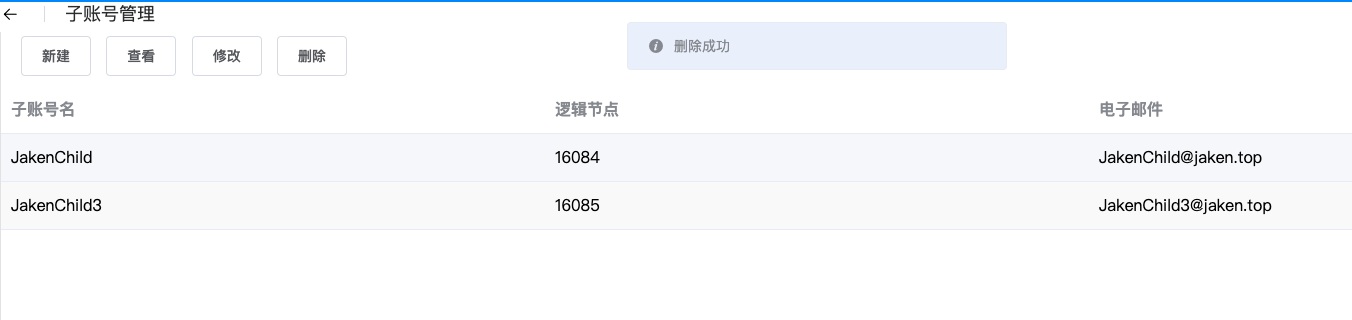 子账号管理
删除成功
新建 查看 修改 删除
子账号名 逻辑节点 电子邮件
JakenChild 16084 JakenChild@jaken.top
JakenChild3 16085 JakenChild3@jaken.top